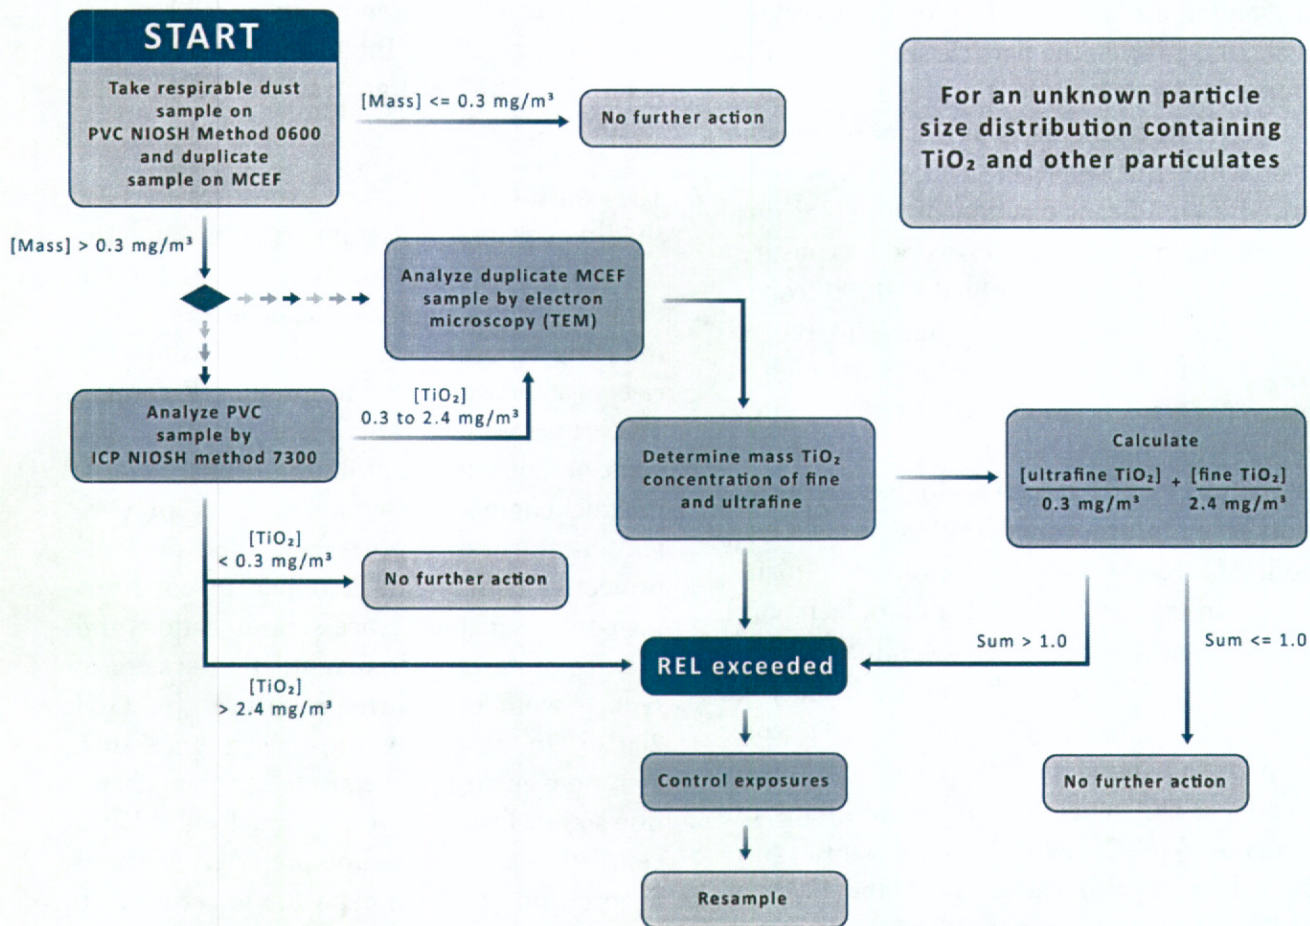 START
Take respirable dust
sample on
PVC NIOSH Method 0600
and duplicate
sample on MCEF
[Mass] <= 0.3 mg/m³
No further action
For an unknown particle
size distribution containing
TiO₂ and other particulates
[Mass] > 0.3 mg/m³
Analyze duplicate MCEF
sample by electron
microscopy (TEM)
Analyze PVC
sample by
ICP NIOSH method 7300
[TiO₂]
0.3 to 2.4 mg/m³
Determine mass TiO₂
concentration of fine
and ultrafine
Calculate
[ultrafine TiO₂] + [fine TiO₂]
0.3 mg/m³ 2.4 mg/m³
[TiO₂]
< 0.3 mg/m³
No further action
REL exceeded
Sum > 1.0
Sum <= 1.0
[TiO₂]
> 2.4 mg/m³
Control exposures
No further action
Resample